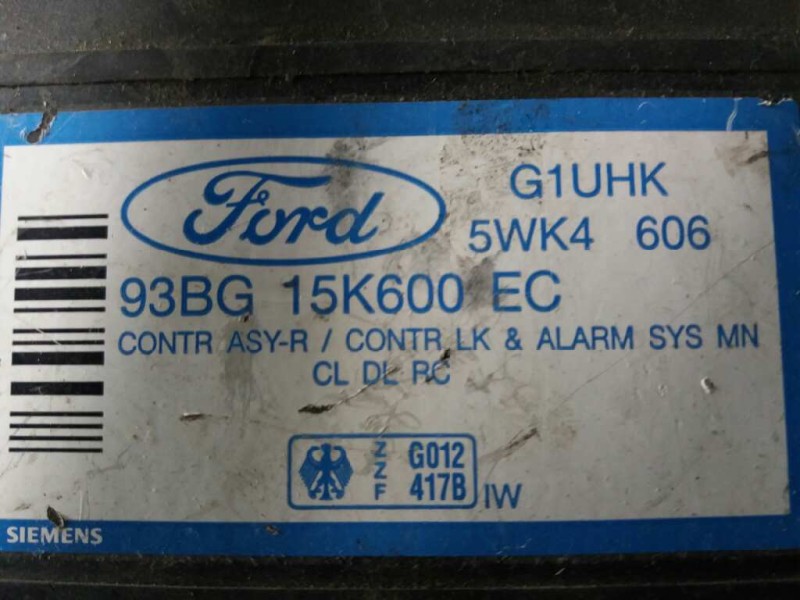 Ford
G1UHK
5WK4 606
93BG 15K600 EC
CONTR ASY-R / CONTR LK & ALARM SYS MN
CL DL RC
ZZF G012
417B IW
SIEMENS